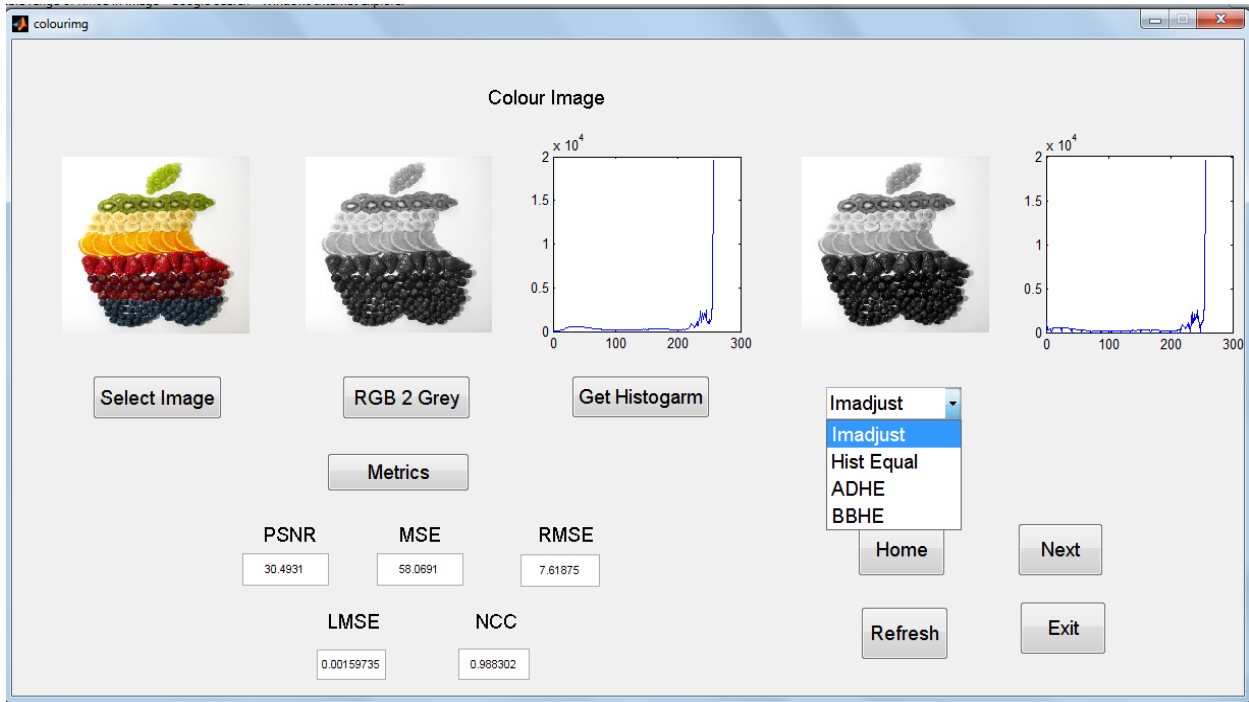 colourimg
Colour Image
x 10^4
2
1.5
1
0.5
0
0 100 200 300
x 10^4
2
1.5
1
0.5
0
0 100 200 300
Select Image
RGB 2 Grey
Get Histogarm
Imadjust
Imadjust
Hist Equal
ADHE
BBHE
Metrics
PSNR MSE RMSE
30.4931 58.0691 7.61875
LMSE NCC
0.00159735 0.988302
Home Next
Refresh Exit